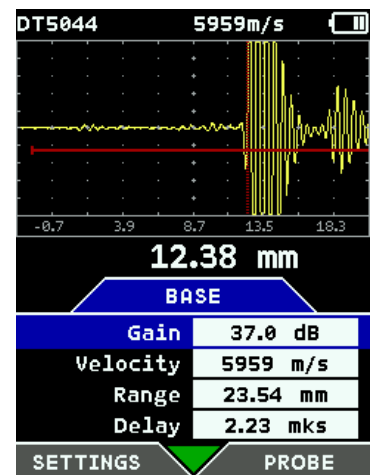 DT5044 5959m/s
-0.7 3.9 8.7 13.5 18.3
12.38 mm
BASE
Gain 37.0 dB
Velocity 5959 m/s
Range 23.54 mm
Delay 2.23 mks
SETTINGS PROBE